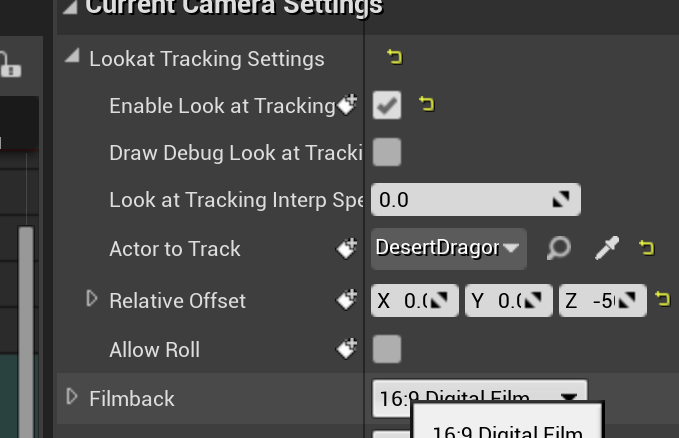 Current Camera Settings
Lookat Tracking Settings
Enable Look at Tracking
Draw Debug Look at Tracki
Look at Tracking Interp Spe
0.0
Actor to Track
DesertDragor
Relative Offset
X 0.0 Y 0.0 Z -5
Allow Roll
Filmback
16:9 Digital Film
16:9 Digital Film